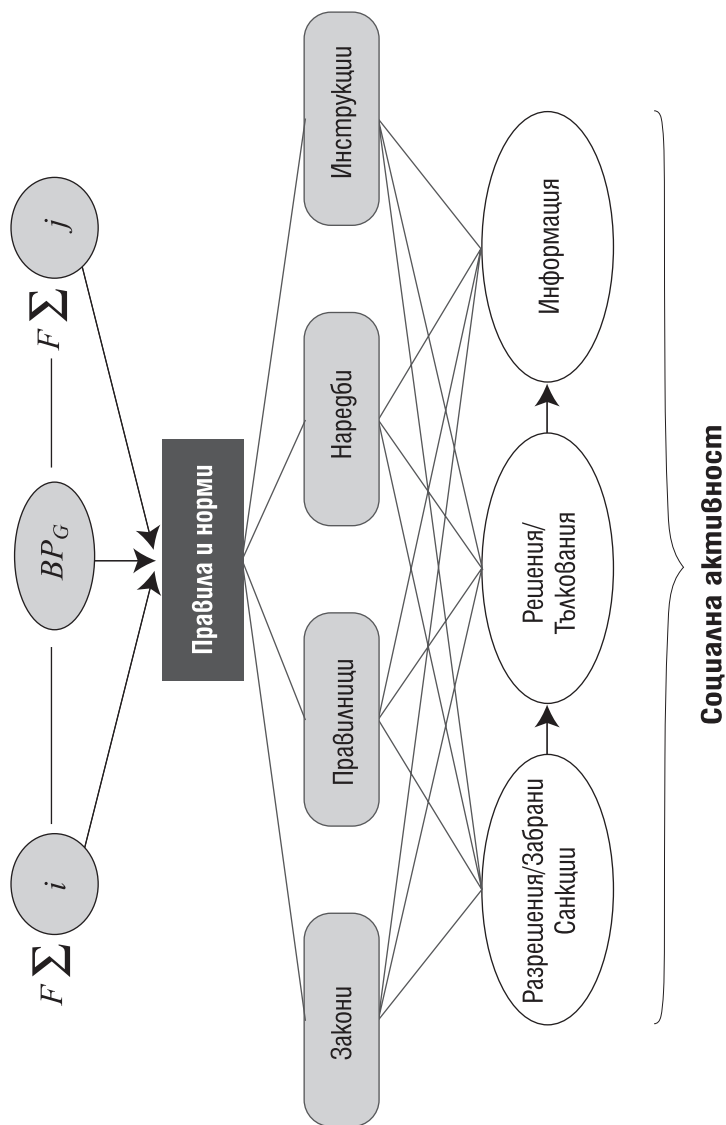 F Σ i
BP_G
F Σ j
Правила и норми
Закони
Правилници
Наредби
Инструкции
Разрешения/Забрани
Санкции
Решения/
Тълкования
Информация
Социална активност